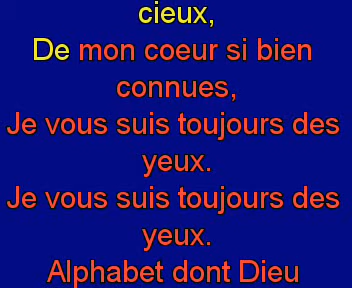 cieux,
De mon coeur si bien
connues,
Je vous suis toujours des
yeux.
Je vous suis toujours des
yeux.
Alphabet dont Dieu